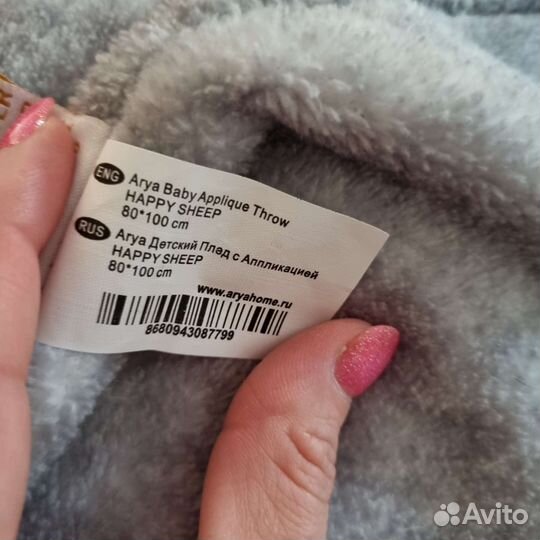 ENG Arya Baby Applique Throw
HAPPY SHEEP
80*100 cm
RUS Arya Детский Плэд с Аппликацией
HAPPY SHEEP
80*100 cm
www.aryahome.ru
8680943087799
Avito